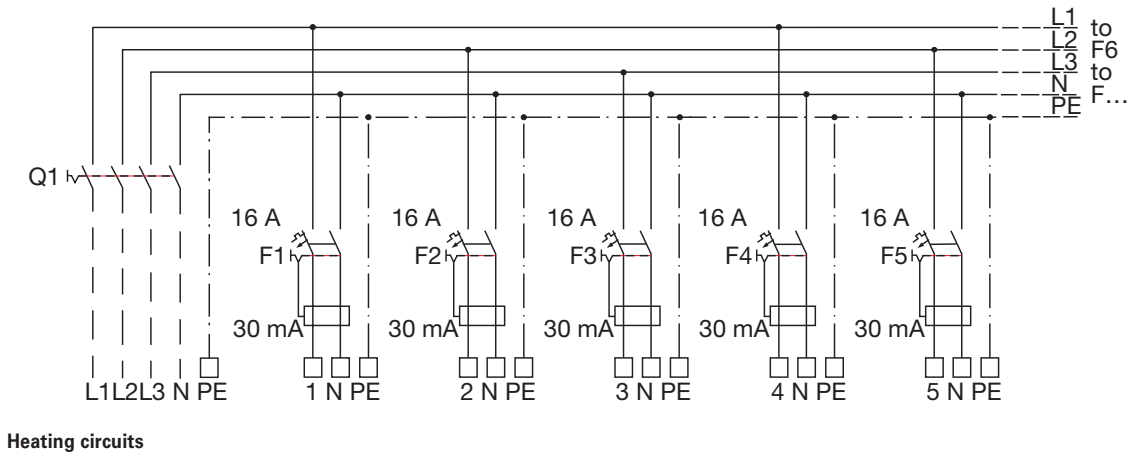 L1
L2
L3
N
PE
to
F6
to
F…
Q1
16 A
16 A
16 A
16 A
16 A
F1
F2
F3
F4
F5
30 mA
30 mA
30 mA
30 mA
30 mA
L1 L2 L3 N PE
1 N PE
2 N PE
3 N PE
4 N PE
5 N PE
Heating circuits